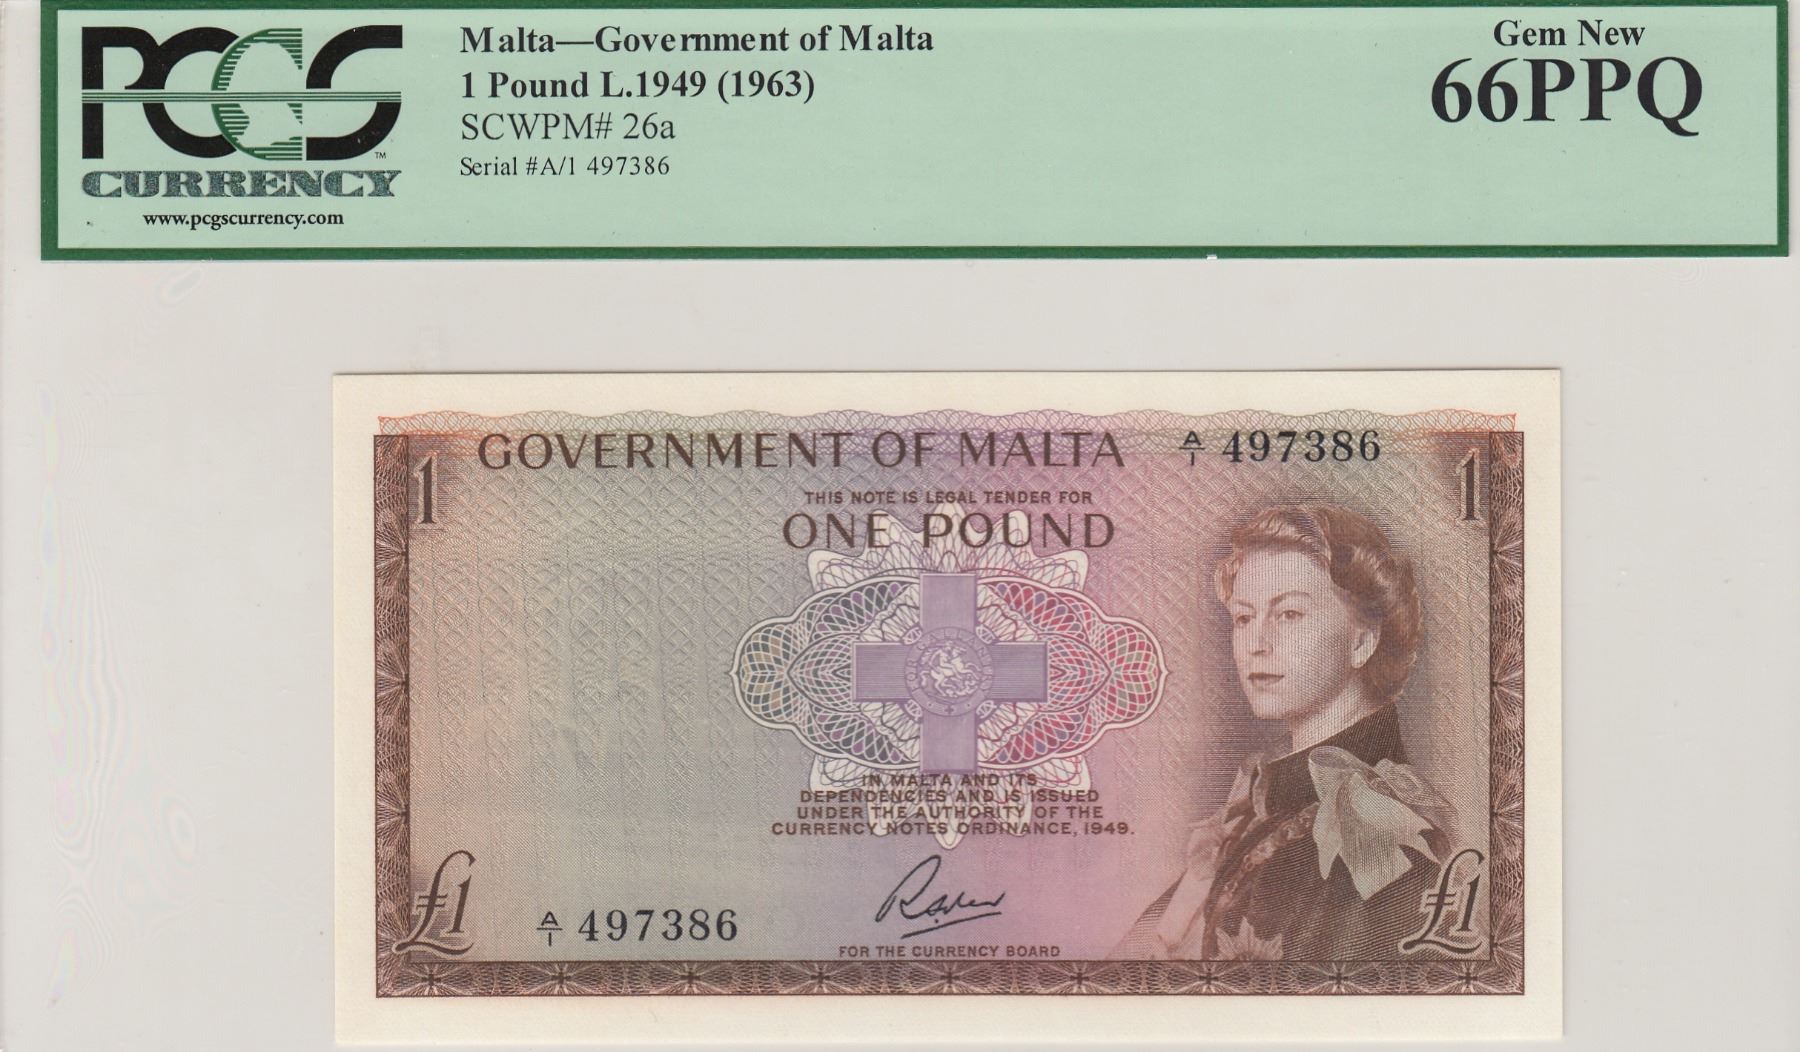 PCGS
™
CURRENCY
www.pcgscurrency.com
Malta—Government of Malta
1 Pound L.1949 (1963)
SCWPM# 26a
Serial #A/1 497386
Gem New
66PPQ
GOVERNMENT OF MALTA A/1 497386
1
1
THIS NOTE IS LEGAL TENDER FOR
ONE POUND
FOR GALLANTRY
IN MALTA AND ITS
DEPENDENCIES AND IS ISSUED
UNDER THE AUTHORITY OF THE
CURRENCY NOTES ORDINANCE, 1949.
£1
A/1 497386
FOR THE CURRENCY BOARD
£1